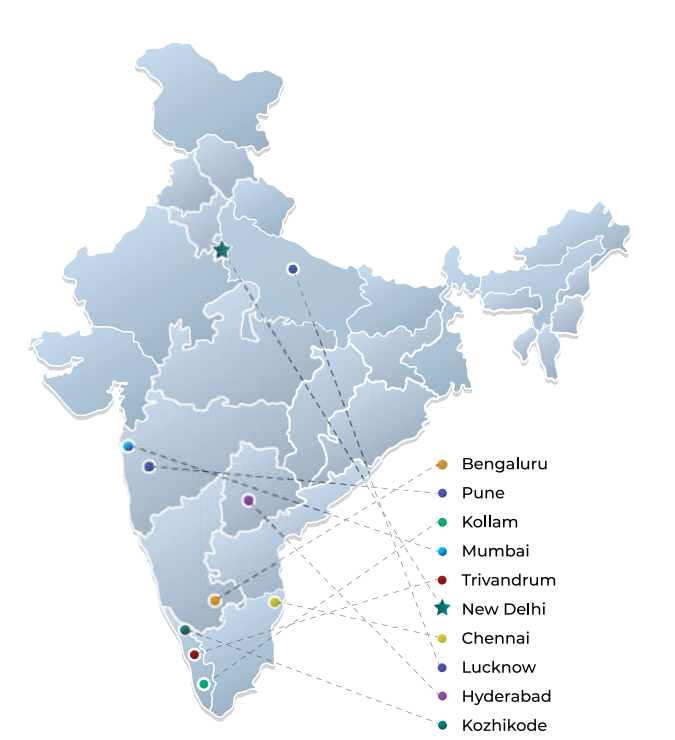 Bengaluru
Pune
Kollam
Mumbai
Trivandrum
New Delhi
Chennai
Lucknow
Hyderabad
Kozhikode